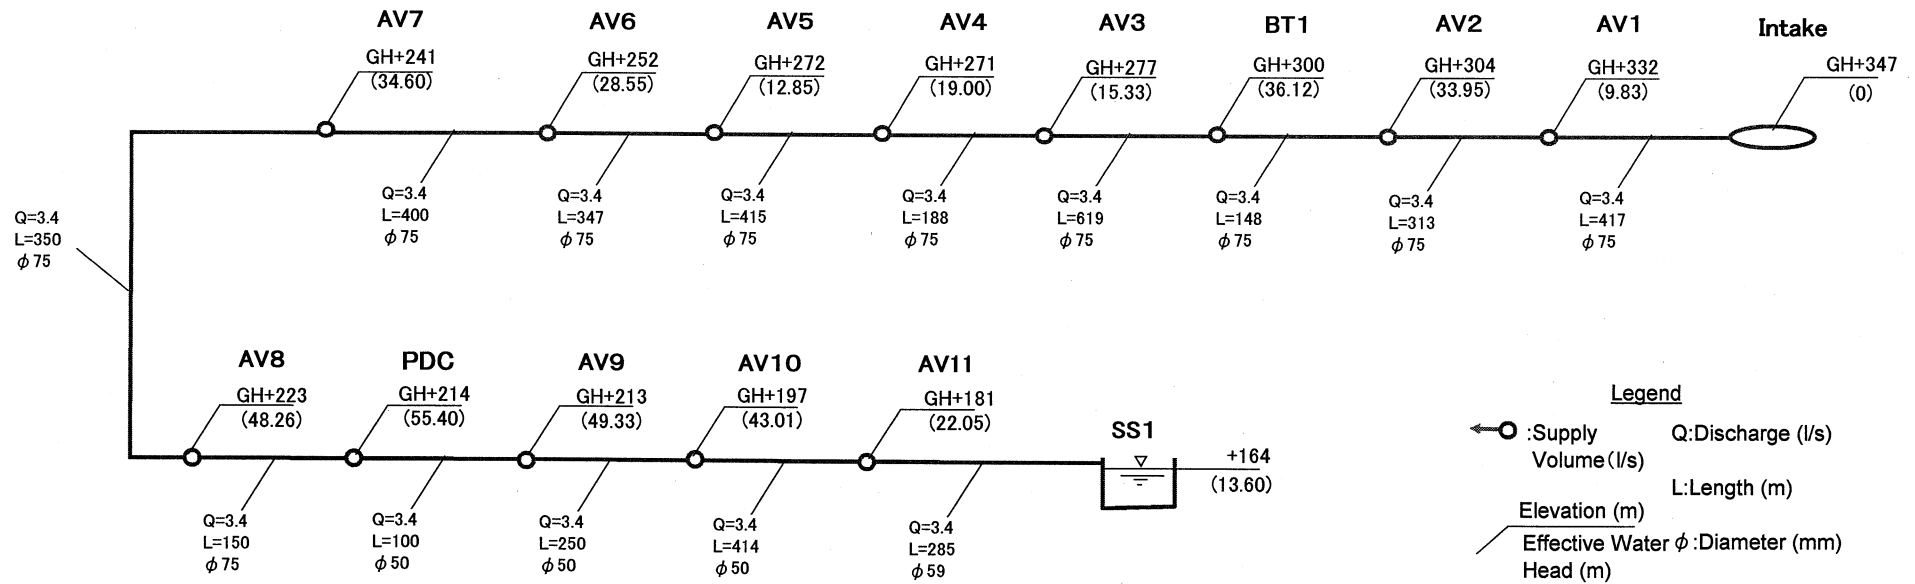 AV7
AV6
AV5
AV4
AV3
BT1
AV2
AV1
Intake
GH+241
(34.60)
GH+252
(28.55)
GH+272
(12.85)
GH+271
(19.00)
GH+277
(15.33)
GH+300
(36.12)
GH+304
(33.95)
GH+332
(9.83)
GH+347
(0)
Q=3.4
L=350
φ75
Q=3.4
L=400
φ75
Q=3.4
L=347
φ75
Q=3.4
L=415
φ75
Q=3.4
L=188
φ75
Q=3.4
L=619
φ75
Q=3.4
L=148
φ75
Q=3.4
L=313
φ75
Q=3.4
L=417
φ75
AV8
PDC
AV9
AV10
AV11
SS1
GH+223
(48.26)
GH+214
(55.40)
GH+213
(49.33)
GH+197
(43.01)
GH+181
(22.05)
+164
(13.60)
Q=3.4
L=150
φ75
Q=3.4
L=100
φ50
Q=3.4
L=250
φ50
Q=3.4
L=414
φ50
Q=3.4
L=285
φ59
Legend
:Supply
Volume(l/s)
Q:Discharge (l/s)
L:Length (m)
Elevation (m)
Effective Water
Head (m)
φ:Diameter (mm)